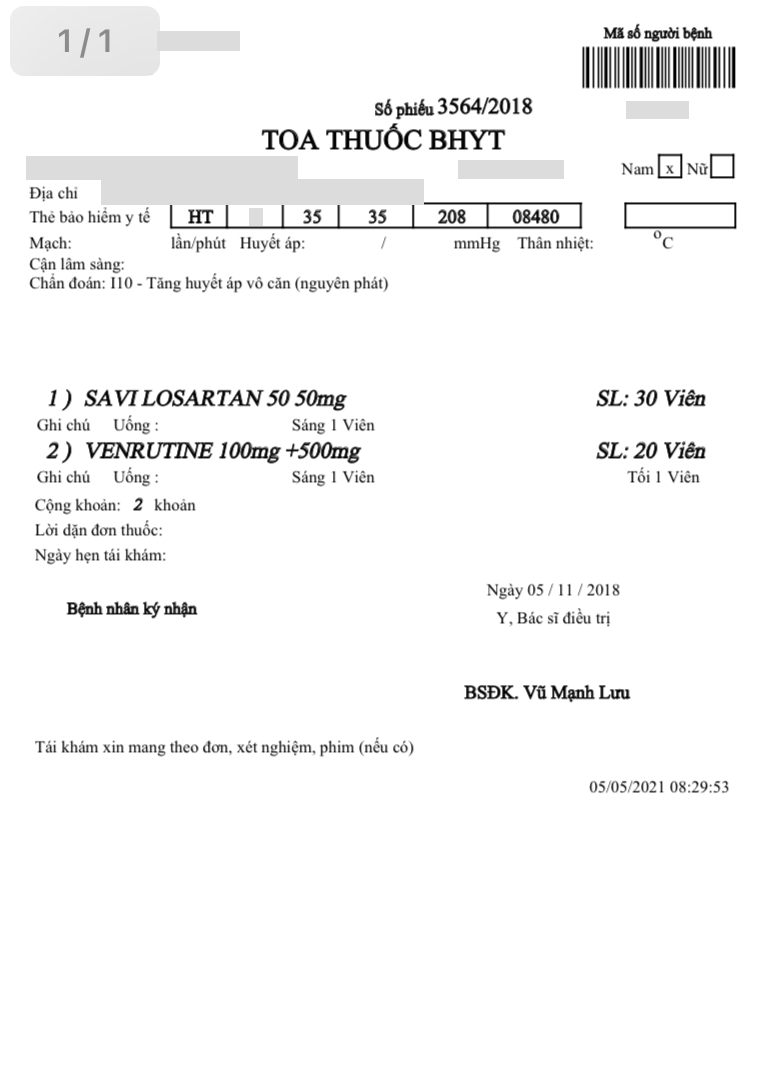 1/1
Mã số người bệnh
Số phiếu 3564/2018
TOA THUỐC BHYT
Nam x Nữ
Địa chỉ
Thẻ bảo hiểm y tế HT 35 35 208 08480
Mạch: lần/phút Huyết áp: / mmHg Thân nhiệt: °C
Cận lâm sàng:
Chẩn đoán: I10 - Tăng huyết áp vô căn (nguyên phát)
1 ) SAVI LOSARTAN 50 50mg SL: 30 Viên
Ghi chú Uống : Sáng 1 Viên
2 ) VENRUTINE 100mg +500mg SL: 20 Viên
Ghi chú Uống : Sáng 1 Viên Tối 1 Viên
Cộng khoản: 2 khoản
Lời dặn đơn thuốc:
Ngày hẹn tái khám:
Ngày 05 / 11 / 2018
Bệnh nhân ký nhận
Y, Bác sĩ điều trị
BSĐK. Vũ Mạnh Lưu
Tái khám xin mang theo đơn, xét nghiệm, phim (nếu có)
05/05/2021 08:29:53